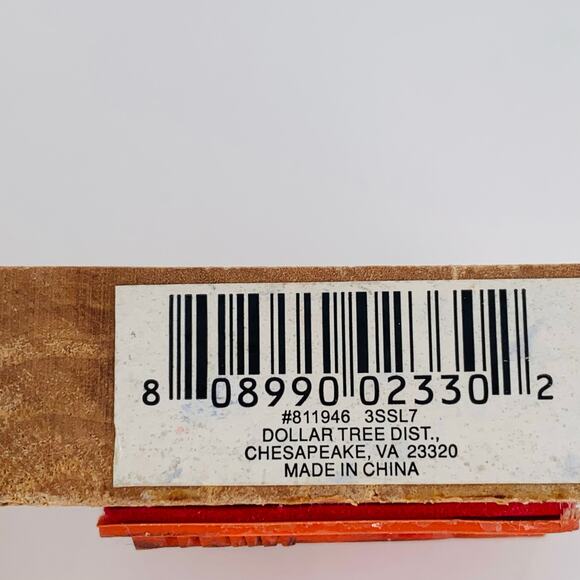 8 08990 02330 2
#811946 3SSL7
DOLLAR TREE DIST.,
CHESAPEAKE, VA 23320
MADE IN CHINA